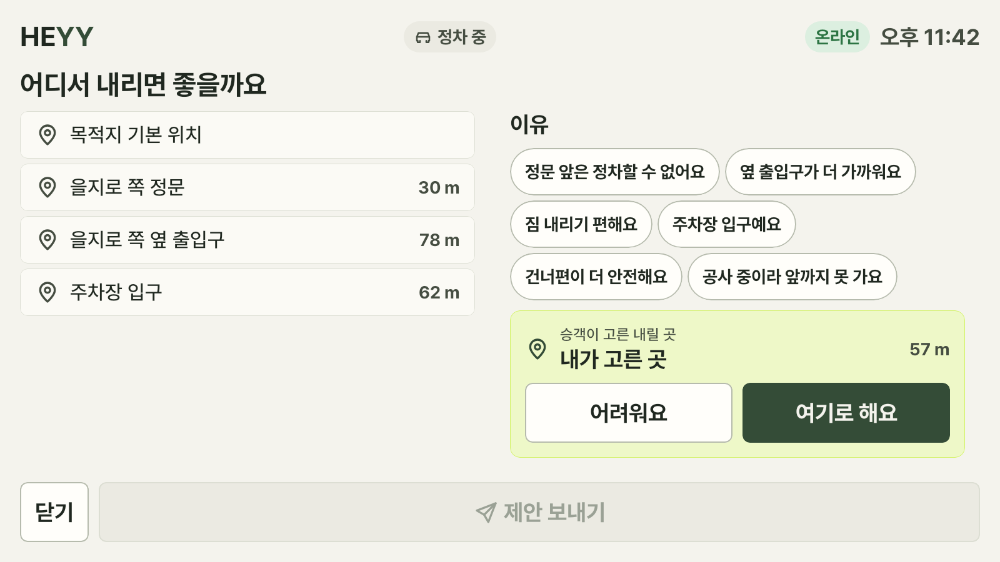 HEYY
정차 중
온라인
오후 11:42
어디서 내리면 좋을까요
목적지 기본 위치
을지로 쪽 정문
30 m
을지로 쪽 옆 출입구
78 m
주차장 입구
62 m
이유
정문 앞은 정차할 수 없어요
옆 출입구가 더 가까워요
짐 내리기 편해요
주차장 입구예요
건너편이 더 안전해요
공사 중이라 앞까지 못 가요
승객이 고른 내릴 곳
내가 고른 곳
57 m
어려워요
여기로 해요
닫기
제안 보내기